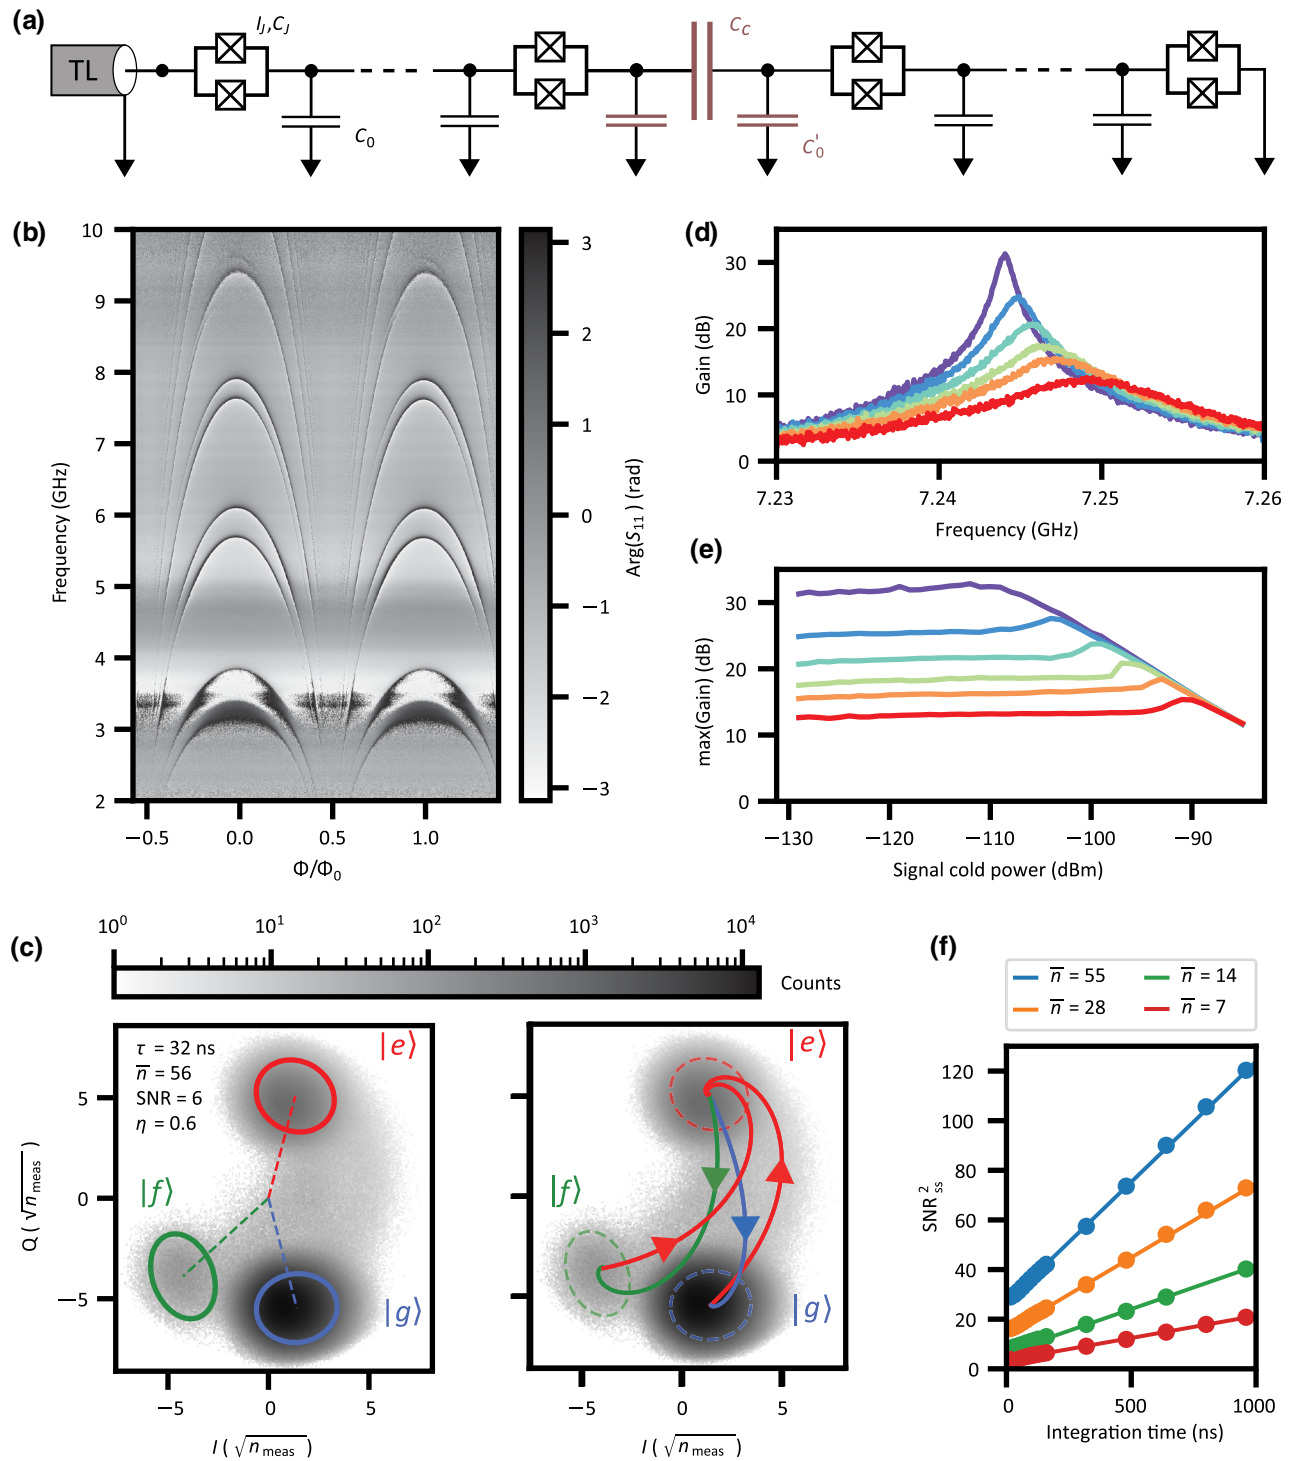 (a)
TL
I_J,C_J
C_0
C_C
C'_0
(b)
Frequency (GHz)
10
9
8
7
6
5
4
3
2
−0.5
0.0
0.5
1.0
Φ/Φ_0
3
2
1
0
−1
−2
−3
Arg(S_11) (rad)
(d)
Gain (dB)
30
20
10
0
7.23
7.24
7.25
7.26
Frequency (GHz)
(e)
max(Gain) (dB)
30
20
10
0
−130
−120
−110
−100
−90
Signal cold power (dBm)
(c)
10^0
10^1
10^2
10^3
10^4
Counts
τ = 32 ns
n̄ = 56
SNR = 6
η = 0.6
|e⟩
|f⟩
|g⟩
Q ( √n_meas )
5
0
−5
−5
0
5
I ( √n_meas )
|e⟩
|f⟩
|g⟩
−5
0
5
I ( √n_meas )
(f)
n̄ = 55
n̄ = 14
n̄ = 28
n̄ = 7
SNR²_ss
120
100
80
60
40
20
0
0
500
1000
Integration time (ns)